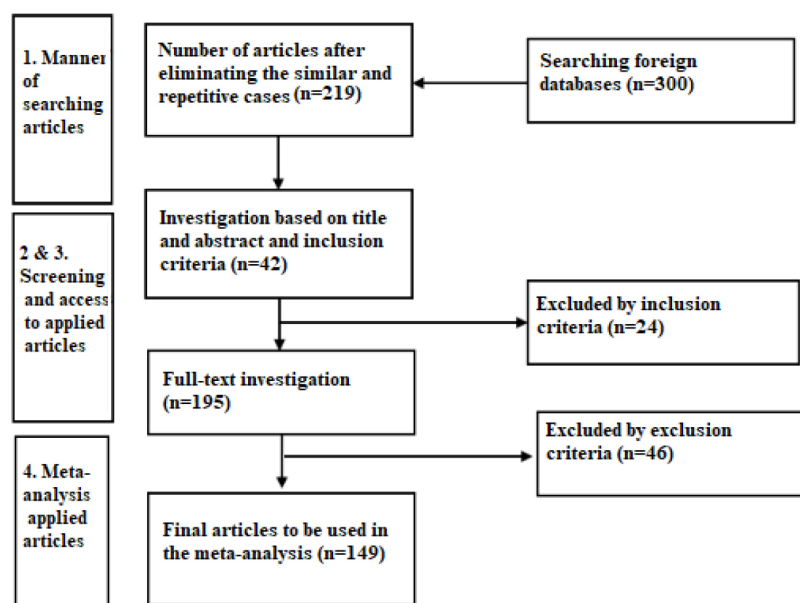 1. Manner
of
searching
articles
Number of articles after
eliminating the similar and
repetitive cases (n=219)
Searching foreign
databases (n=300)
2 & 3.
Screening
and access
to applied
articles
Investigation based on title
and abstract and inclusion
criteria (n=42)
Excluded by inclusion
criteria (n=24)
Full-text investigation
(n=195)
Excluded by exclusion
criteria (n=46)
4. Meta-
analysis
applied
articles
Final articles to be used in
the meta-analysis (n=149)